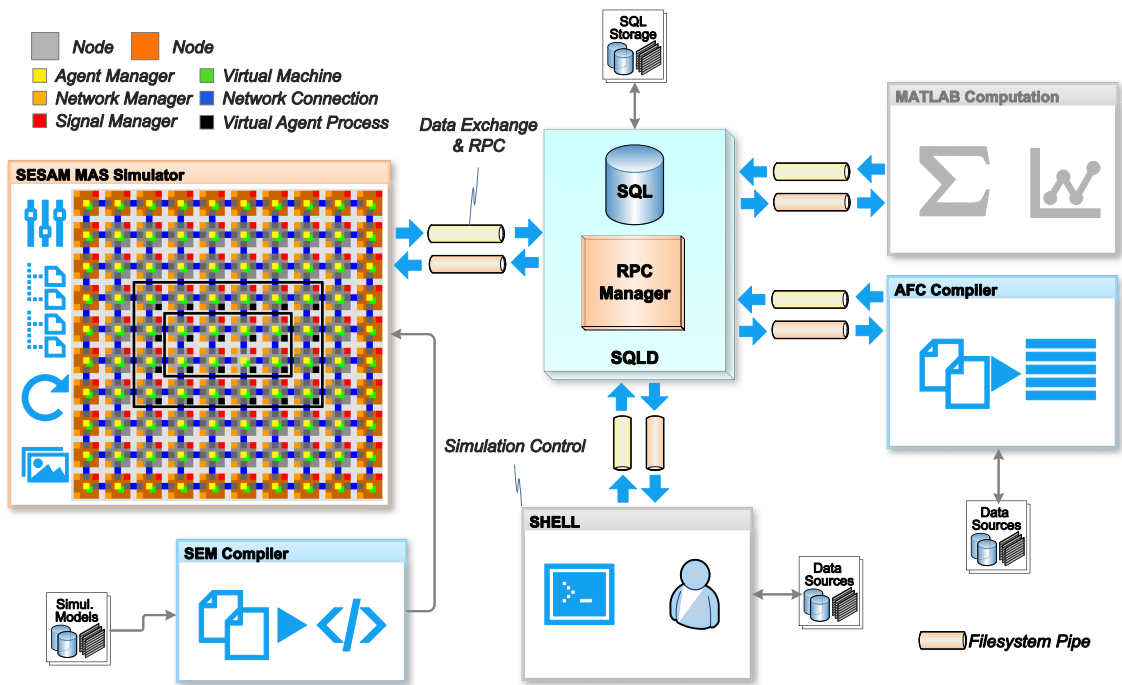 SQL
Storage
Node
Node
Agent Manager
Virtual Machine
Network Manager
Network Connection
Signal Manager
Virtual Agent Process
Data Exchange
& RPC
MATLAB Computation
SESAM MAS Simulator
SQL
RPC
Manager
SQLD
AFC Compiler
Simulation Control
SHELL
Data
Sources
SEM Compiler
Data
Sources
Simul.
Models
Filesystem Pipe